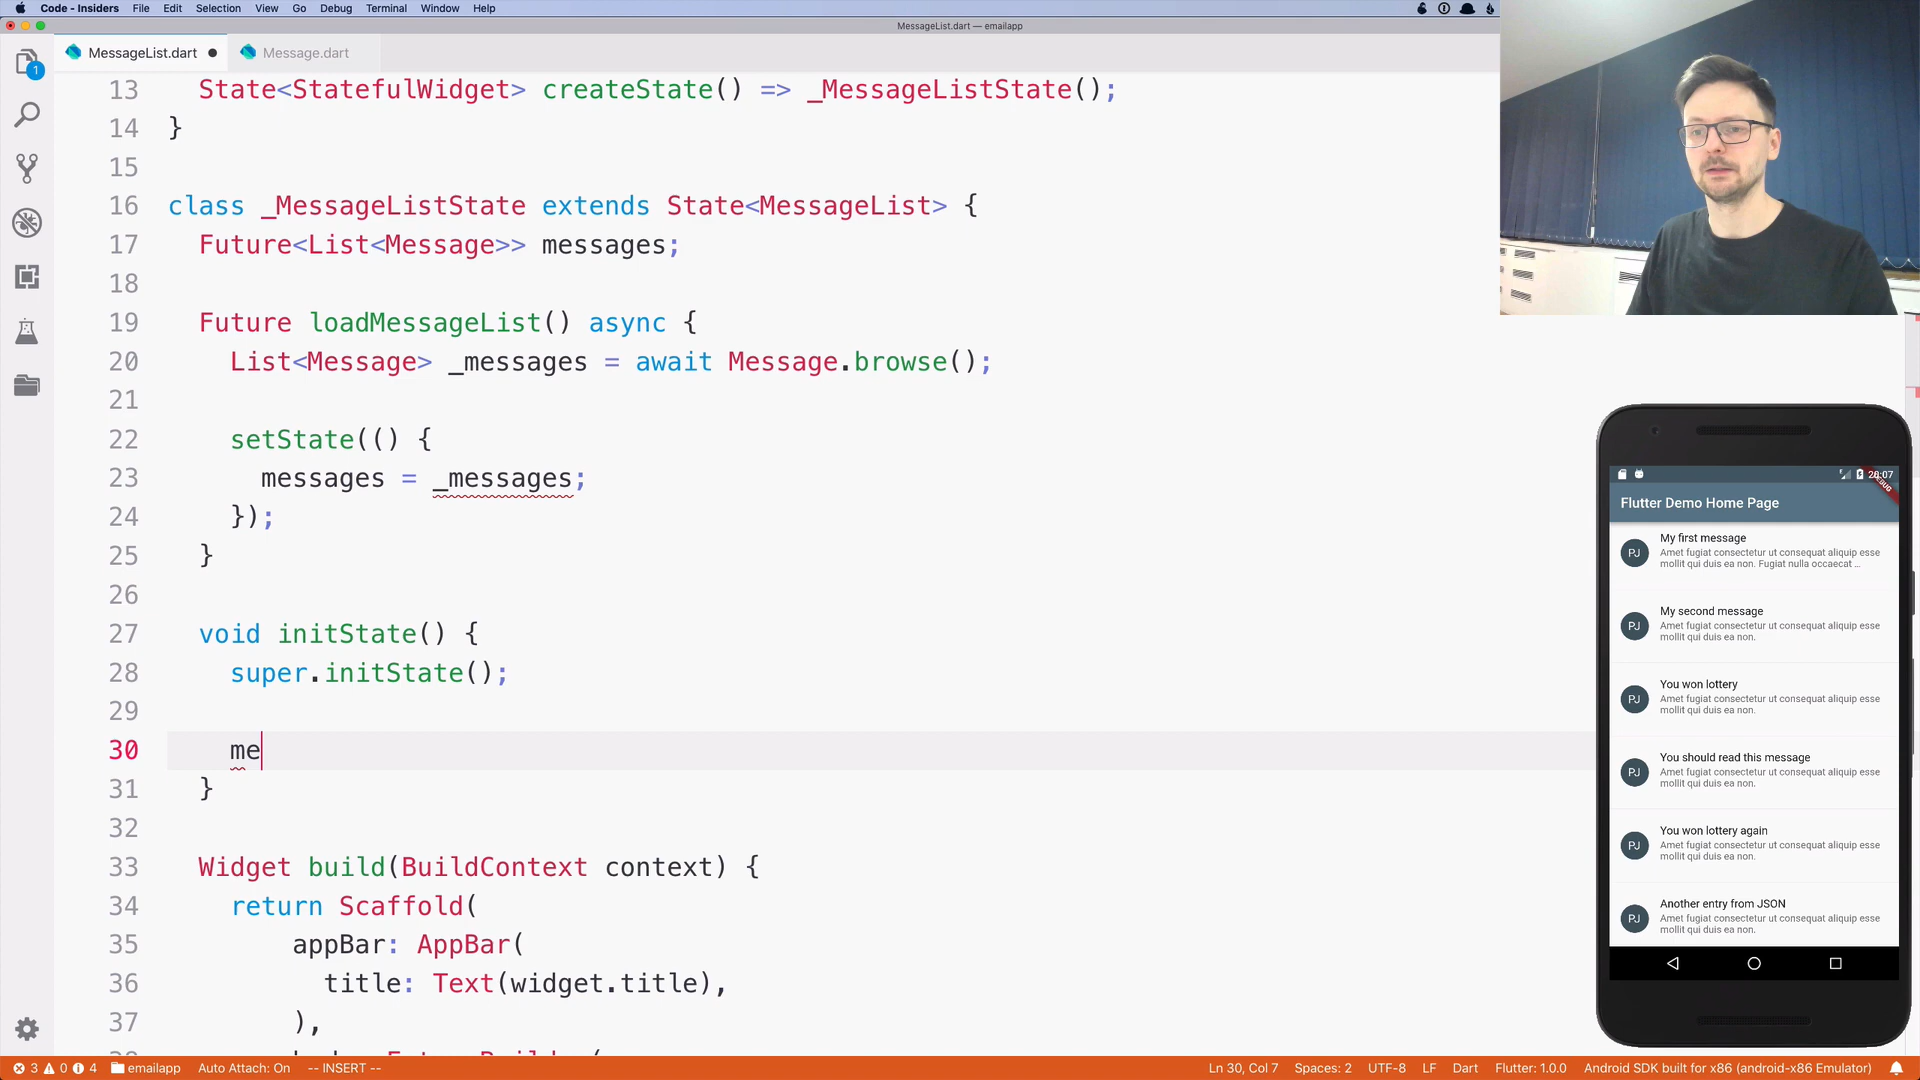 Code - Insiders File Edit Selection View Go Debug Terminal Window Help
MessageList.dart — emailapp
MessageList.dart
Message.dart
1
13 State<StatefulWidget> createState() => _MessageListState();
14 }
15
16 class _MessageListState extends State<MessageList> {
17 Future<List<Message>> messages;
18
19 Future loadMessageList() async {
20 List<Message> _messages = await Message.browse();
21
22 setState(() {
23 messages = _messages;
24 });
25 }
26
27 void initState() {
28 super.initState();
29
30 me
31 }
32
33 Widget build(BuildContext context) {
34 return Scaffold(
35 appBar: AppBar(
36 title: Text(widget.title),
37 ),
20:07
DEBUG
Flutter Demo Home Page
PJ
My first message
Amet fugiat consectetur ut consequat aliquip esse
mollit qui duis ea non. Fugiat nulla occaecat ...
PJ
My second message
Amet fugiat consectetur ut consequat aliquip esse
mollit qui duis ea non.
PJ
You won lottery
Amet fugiat consectetur ut consequat aliquip esse
mollit qui duis ea non.
PJ
You should read this message
Amet fugiat consectetur ut consequat aliquip esse
mollit qui duis ea non.
PJ
You won lottery again
Amet fugiat consectetur ut consequat aliquip esse
mollit qui duis ea non.
PJ
Another entry from JSON
Amet fugiat consectetur ut consequat aliquip esse
mollit qui duis ea non.
3 0 4 emailapp Auto Attach: On -- INSERT -- Ln 30, Col 7 Spaces: 2 UTF-8 LF Dart Flutter: 1.0.0 Android SDK built for x86 (android-x86 Emulator)